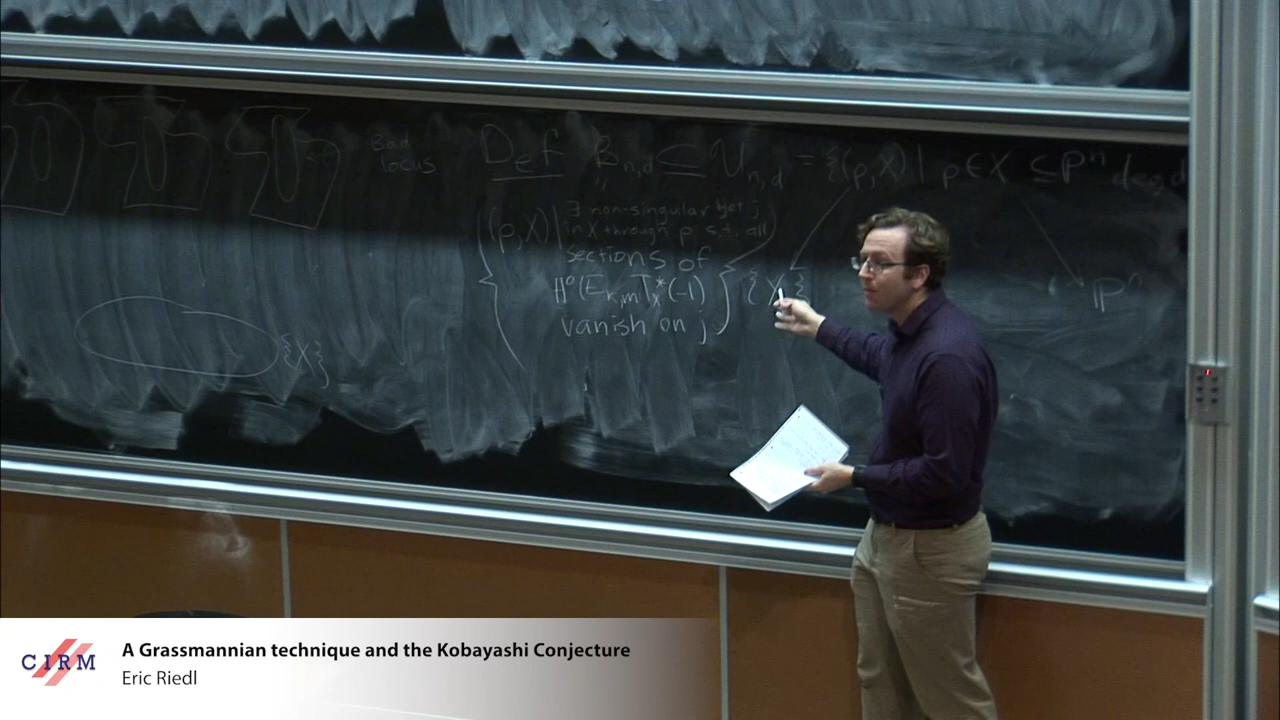 Bad
locus
Def B_{n,d} ⊆ U_{n,d} = {(p,X) | p∈X ⊆ P^n deg d
{(p,X) | ∃ non-singular jet j
in X through p s.t. all
sections of
H^0(E_{k,m} T_X^*(-1))
vanish on j }
{X}
P^n
{X}
CIRM
A Grassmannian technique and the Kobayashi Conjecture
Eric Riedl